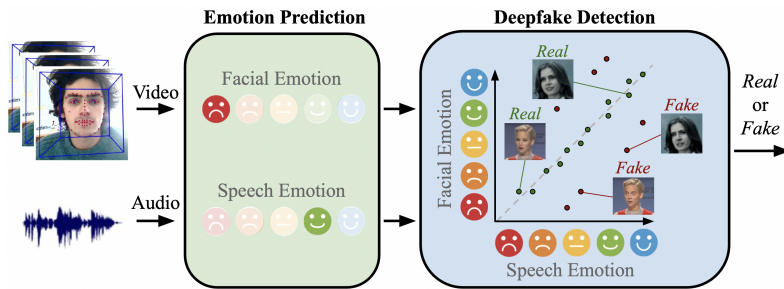 Emotion Prediction
Deepfake Detection
Video
Audio
Facial Emotion
Speech Emotion
Facial Emotion
Speech Emotion
Real
Real
Fake
Fake
Real
or
Fake